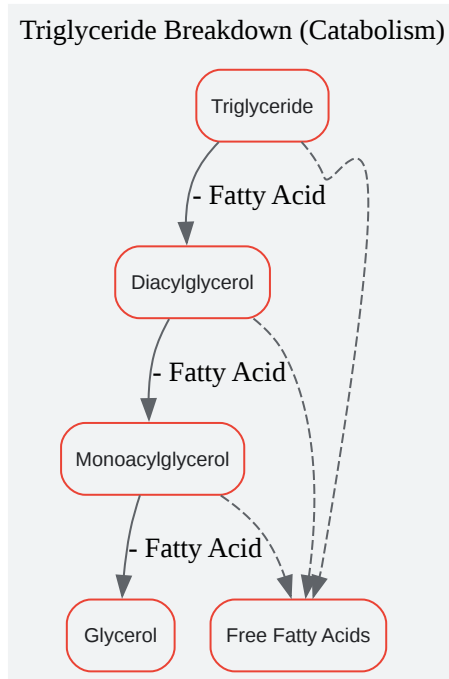 Triglyceride Breakdown (Catabolism)
Triglyceride
- Fatty Acid
Diacylglycerol
- Fatty Acid
Monoacylglycerol
- Fatty Acid
Glycerol
Free Fatty Acids